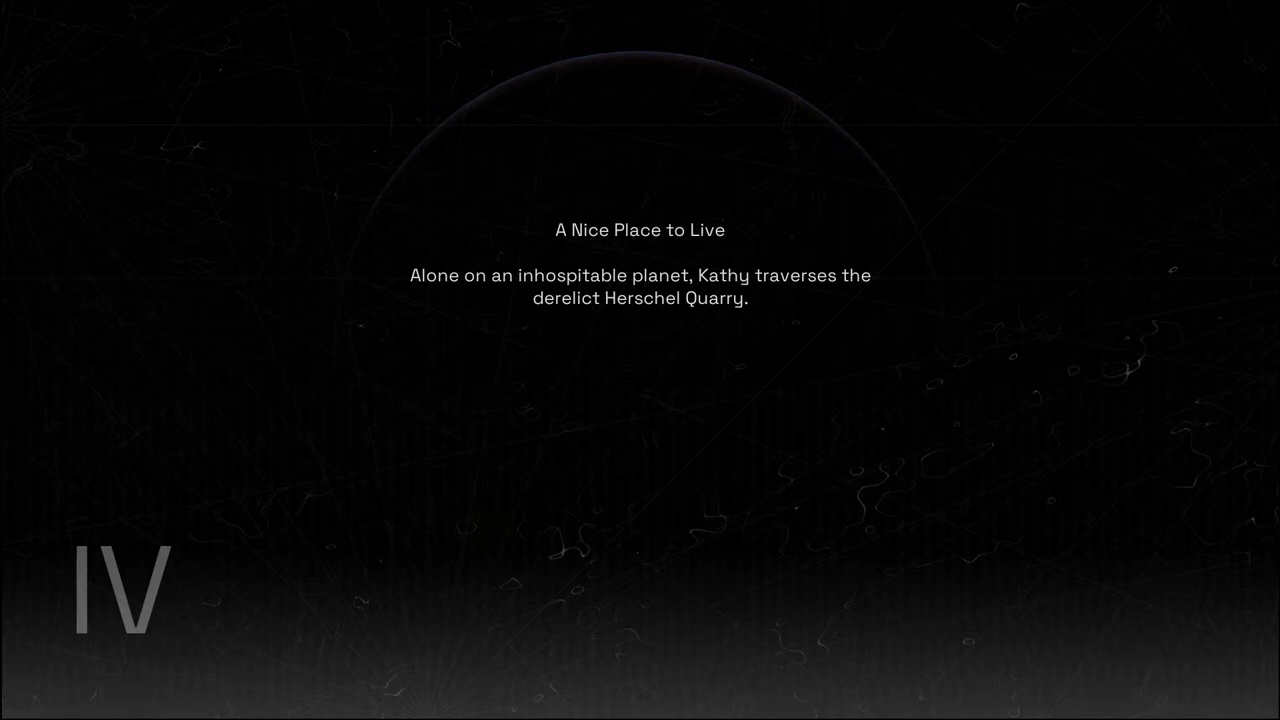 A Nice Place to Live
Alone on an inhospitable planet, Kathy traverses the
derelict Herschel Quarry.
IV